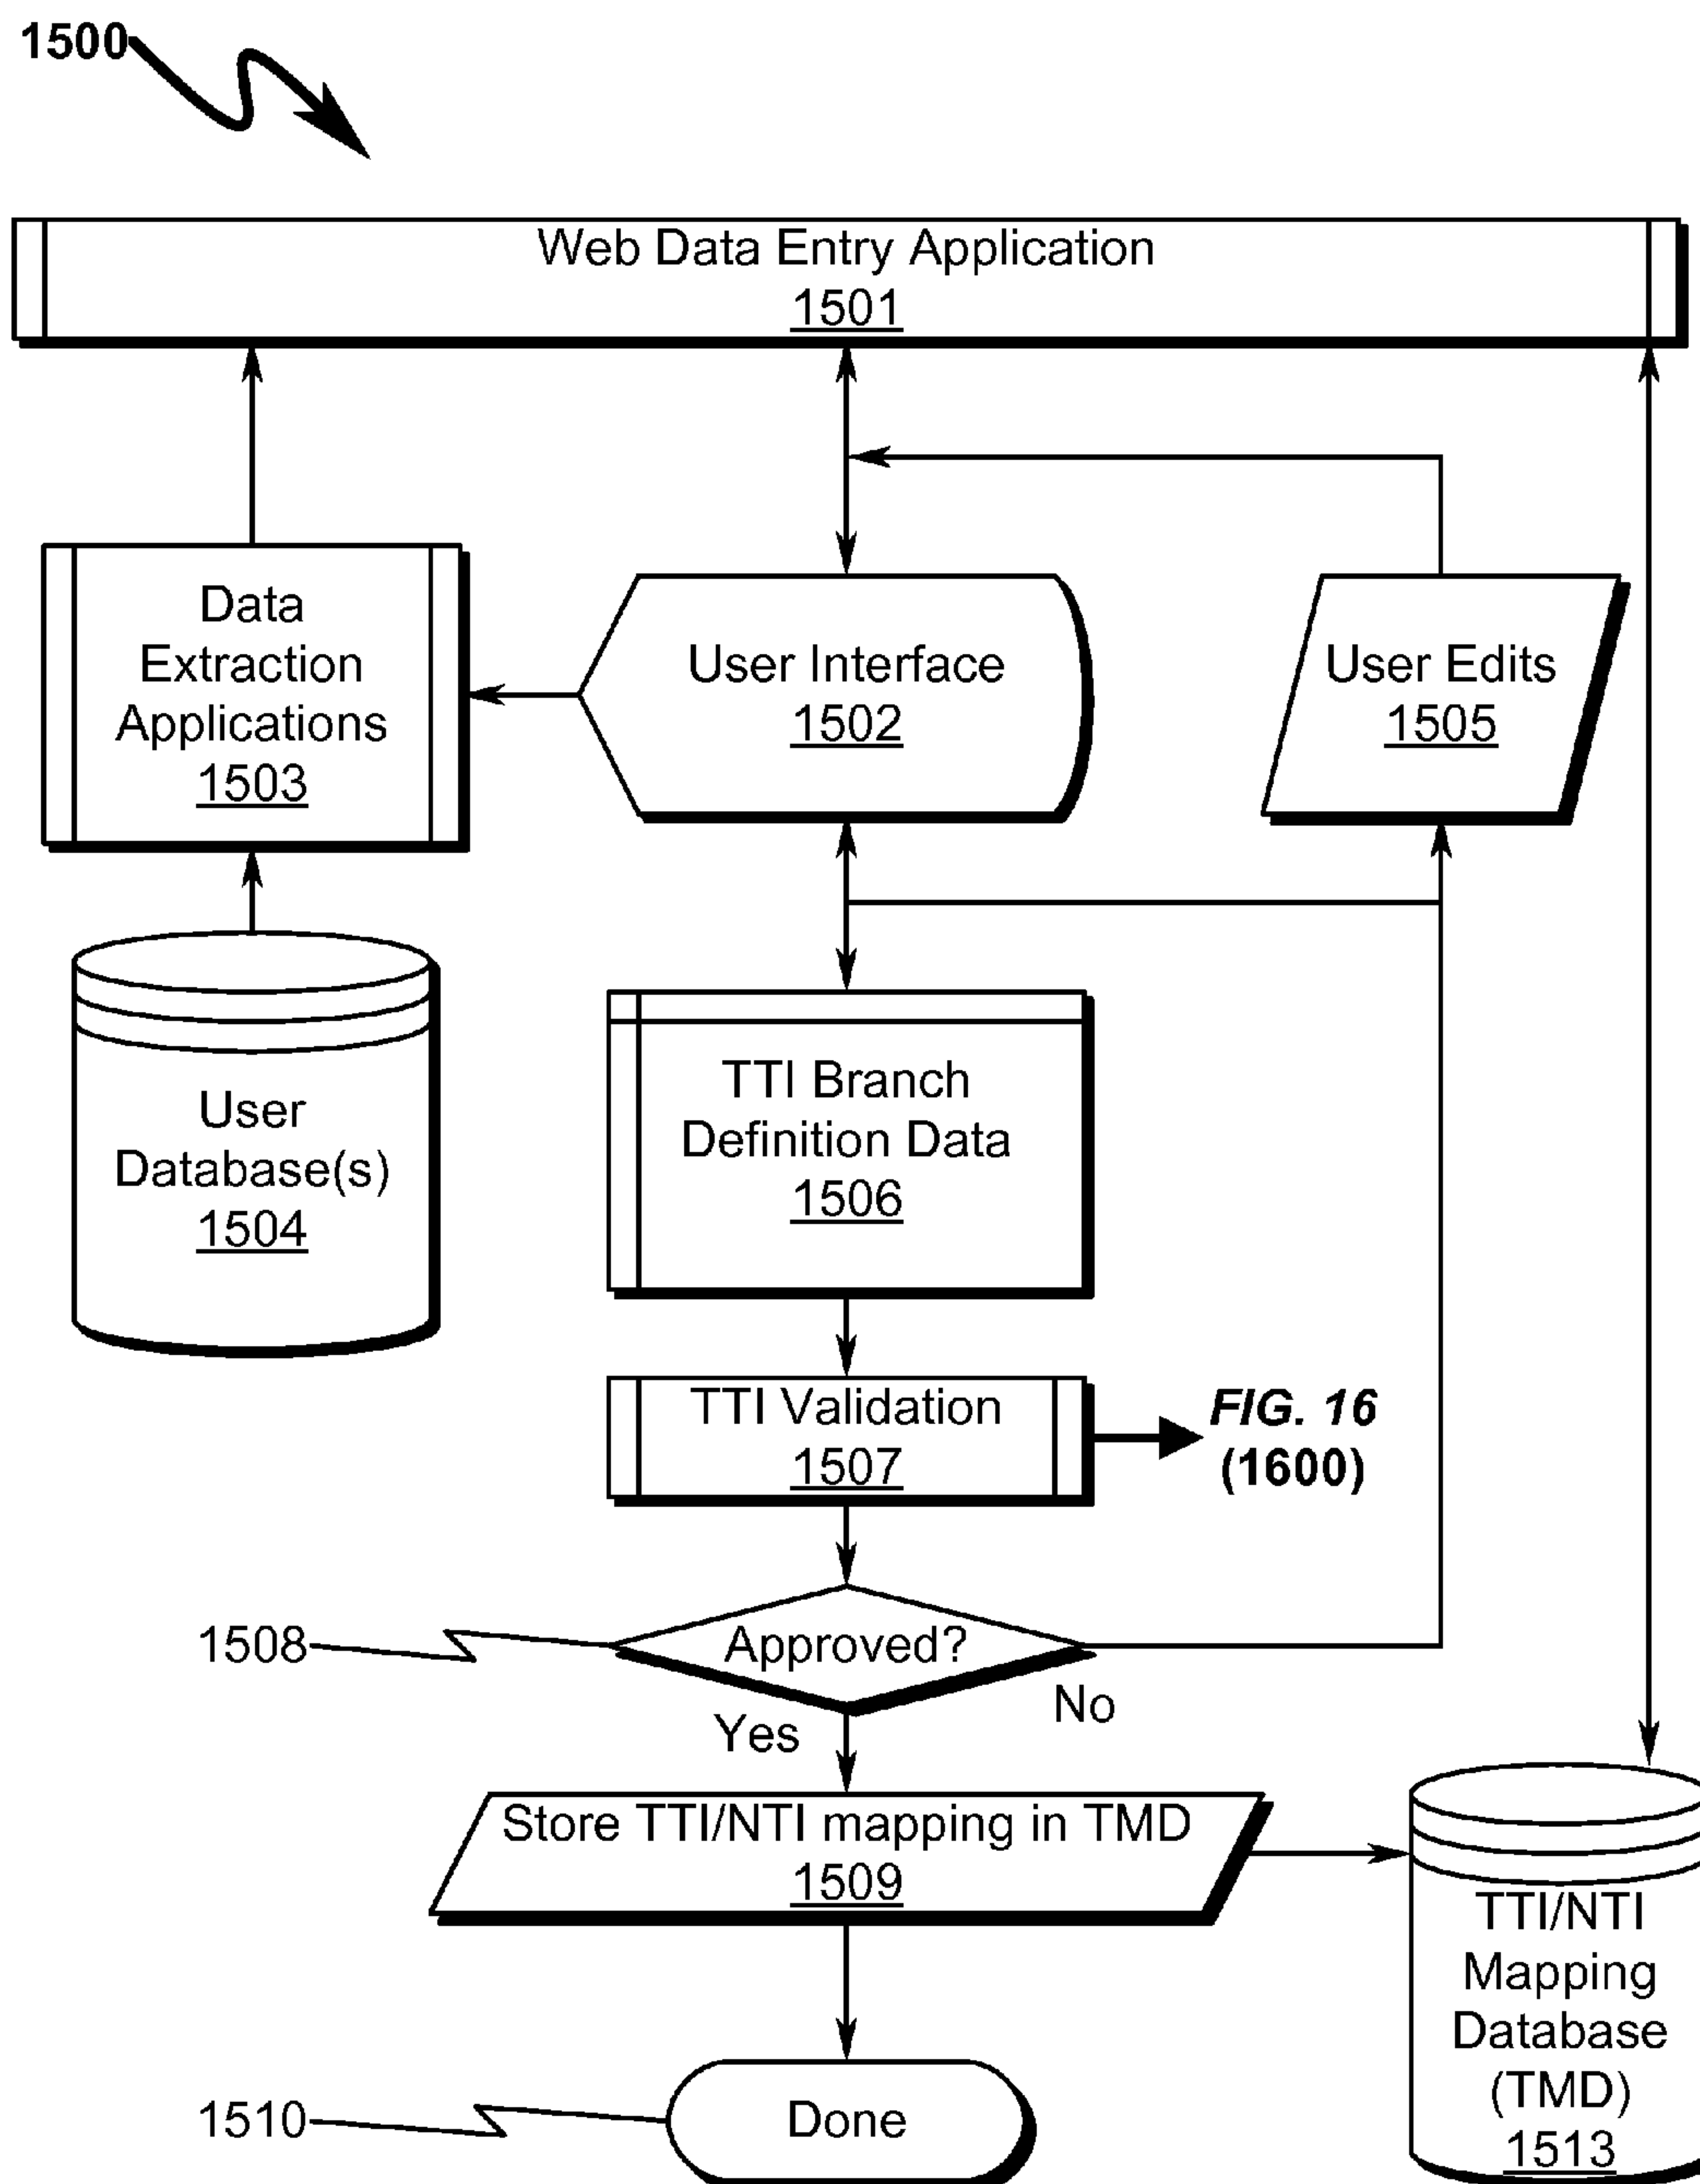 1500
Web Data Entry Application
1501
Data
Extraction
Applications
1503
User Interface
1502
User Edits
1505
User
Database(s)
1504
TTI Branch
Definition Data
1506
TTI Validation
1507
FIG. 16
(1600)
1508
Approved?
No
Yes
Store TTI/NTI mapping in TMD
1509
TTI/NTI
Mapping
Database
(TMD)
1513
1510
Done